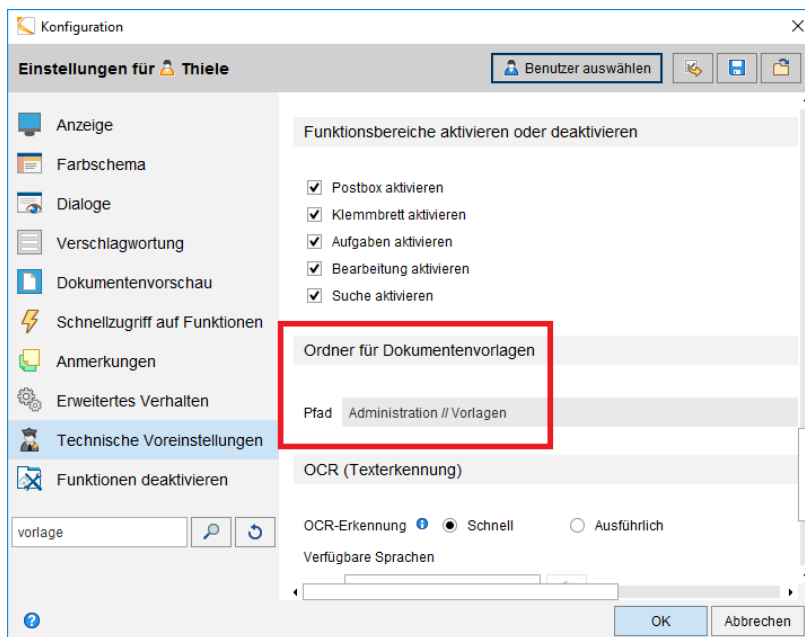 Konfiguration
Einstellungen für Thiele
Benutzer auswählen
Anzeige
Farbschema
Dialoge
Verschlagwortung
Dokumentenvorschau
Schnellzugriff auf Funktionen
Anmerkungen
Erweitertes Verhalten
Technische Voreinstellungen
Funktionen deaktivieren
vorlage
Funktionsbereiche aktivieren oder deaktivieren
Postbox aktivieren
Klemmbrett aktivieren
Aufgaben aktivieren
Bearbeitung aktivieren
Suche aktivieren
Ordner für Dokumentenvorlagen
Pfad Administration // Vorlagen
OCR (Texterkennung)
OCR-Erkennung Schnell Ausführlich
Verfügbare Sprachen
OK Abbrechen